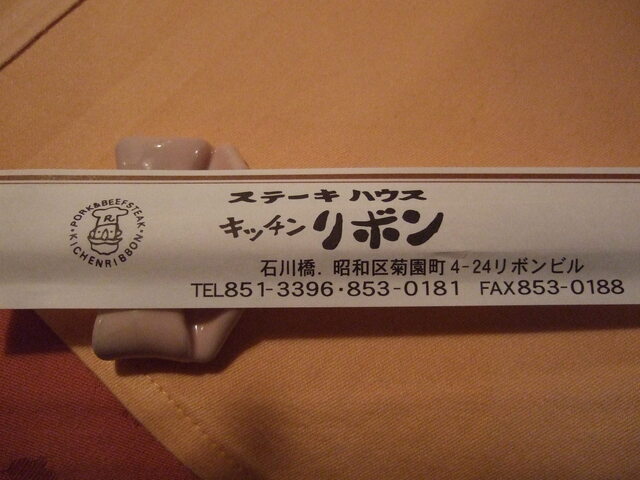 PORK&BEEFSTEAK
R
KICHENRIBBON
ステーキ ハウス
キッチン リボン
石川橋. 昭和区菊園町4-24リボンビル
TEL851-3396・853-0181 FAX853-0188